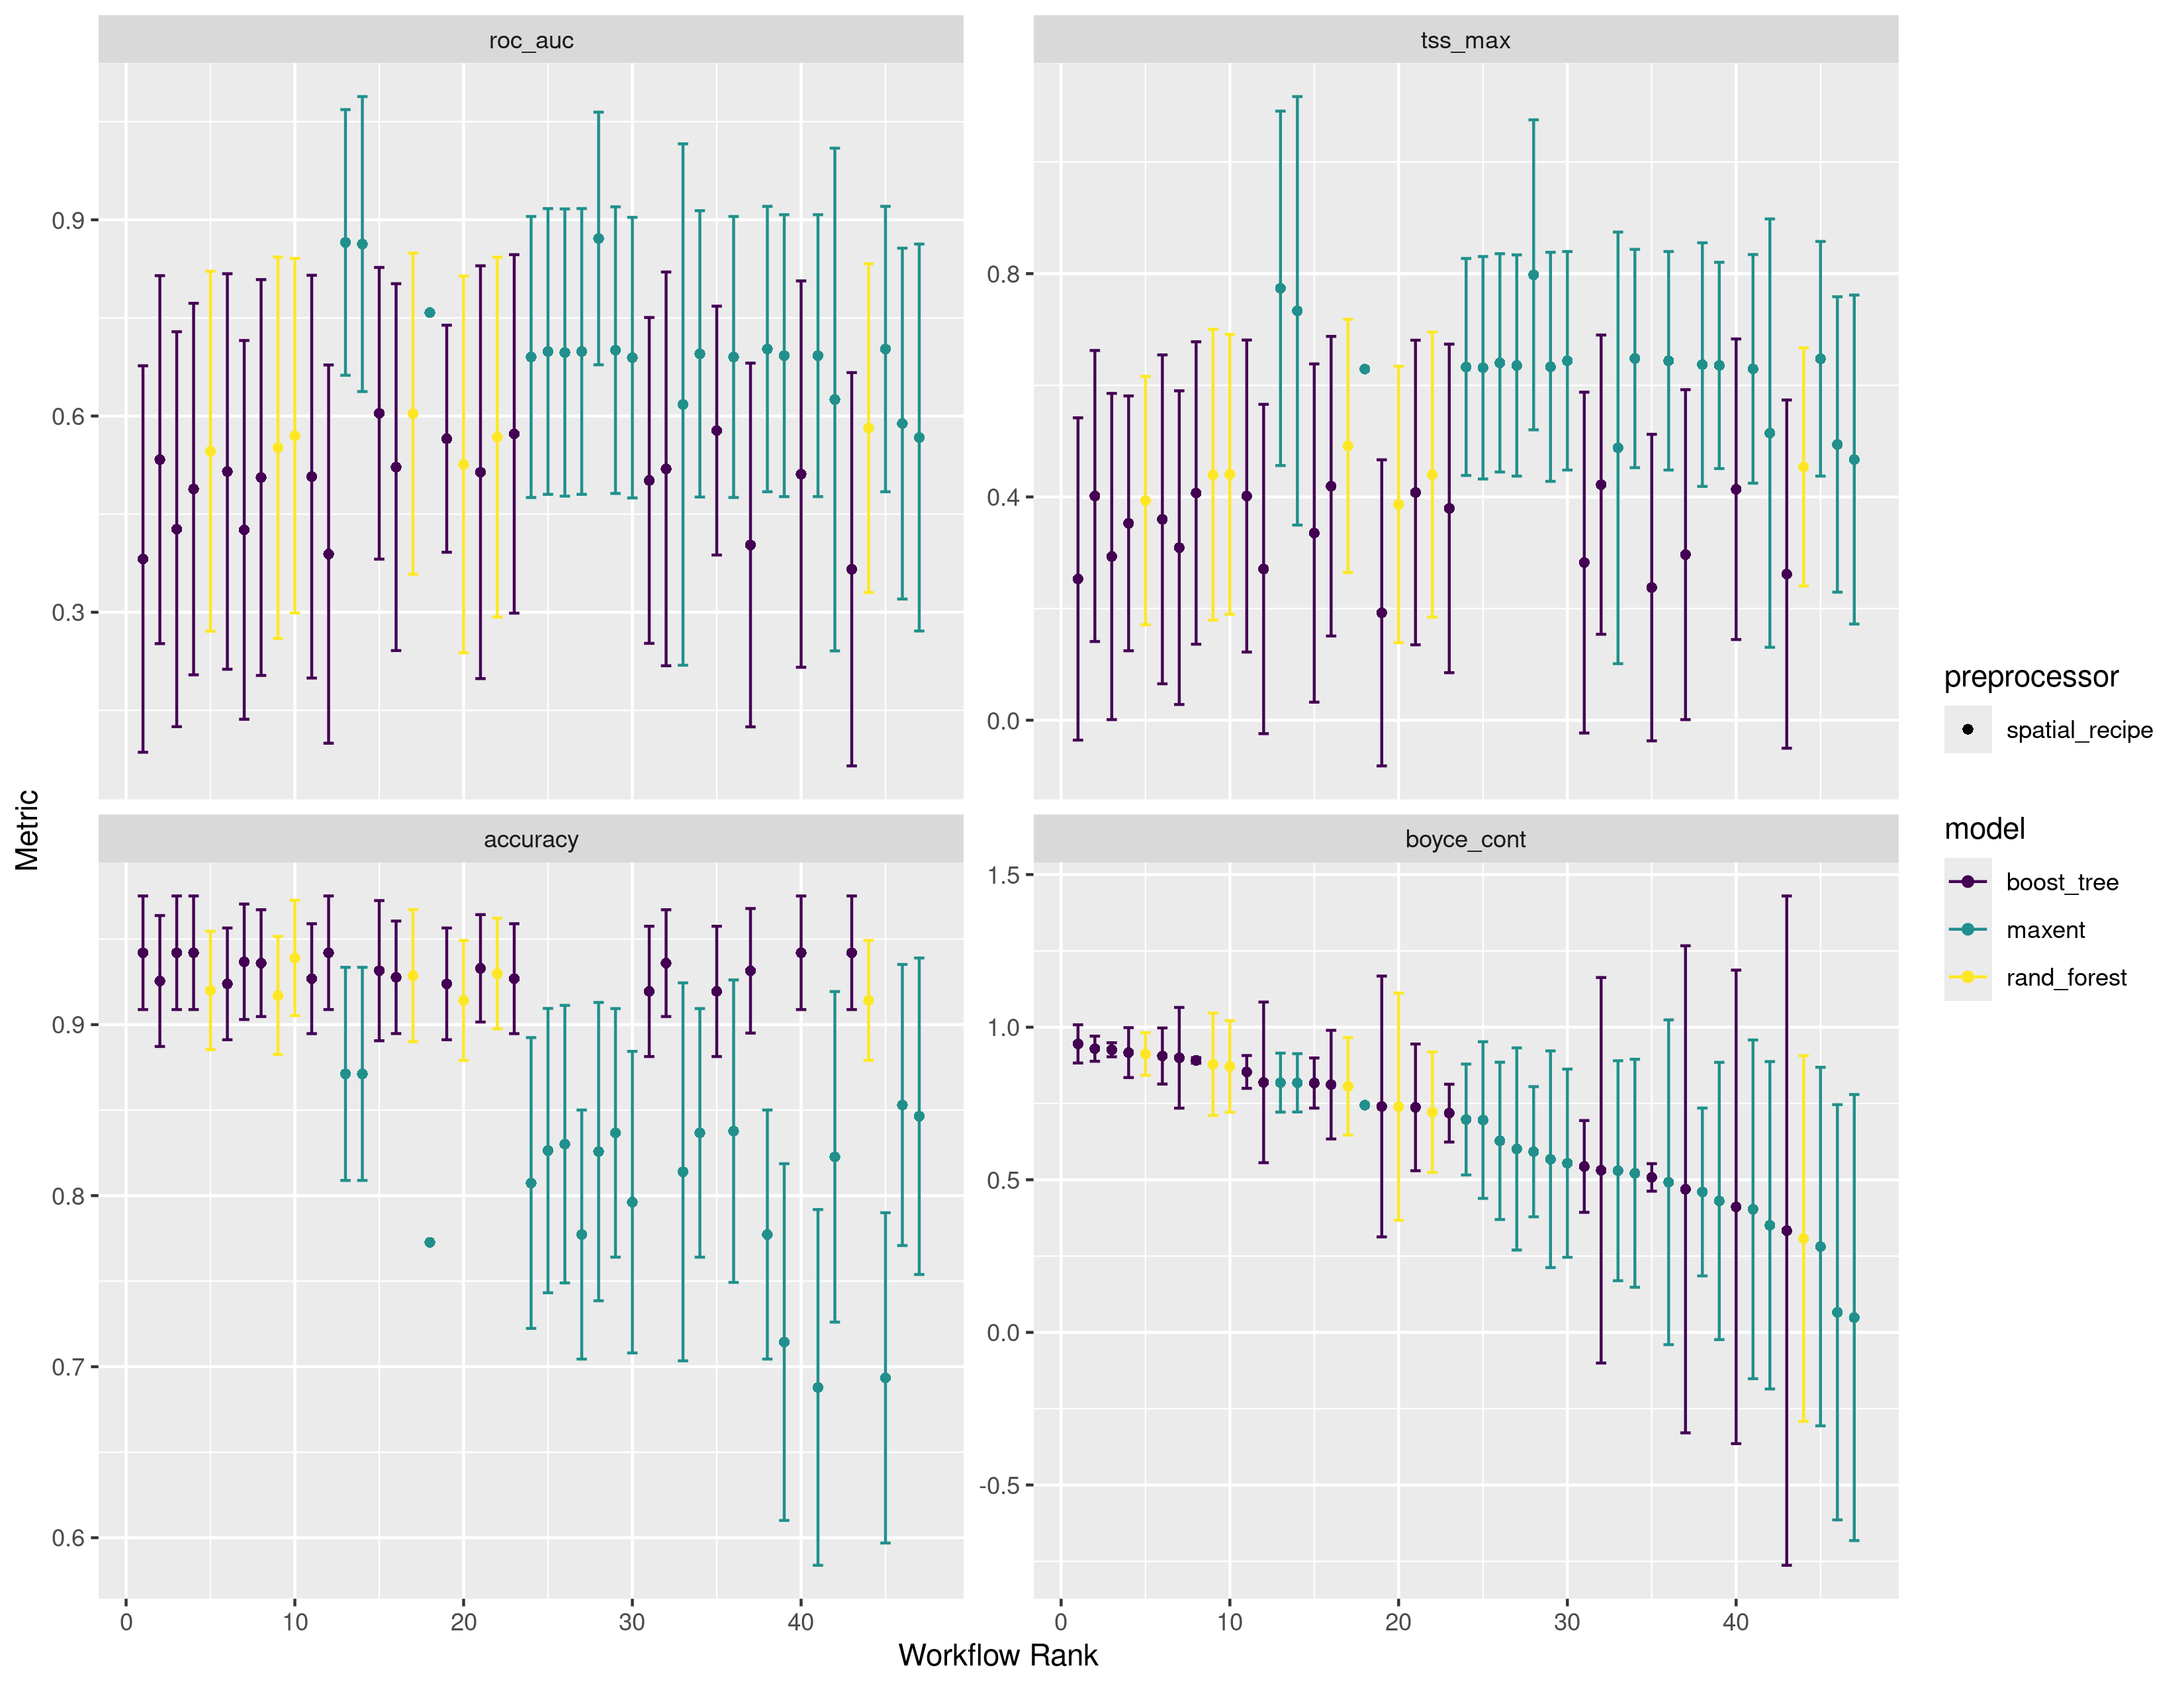 roc_auc
tss_max
0.9
0.6
0.3
0.8
0.4
0.0
Metric
accuracy
boyce_cont
0.9
0.8
0.7
0.6
1.5
1.0
0.5
0.0
-0.5
0 10 20 30 40
0 10 20 30 40
Workflow Rank
preprocessor
spatial_recipe
model
boost_tree
maxent
rand_forest